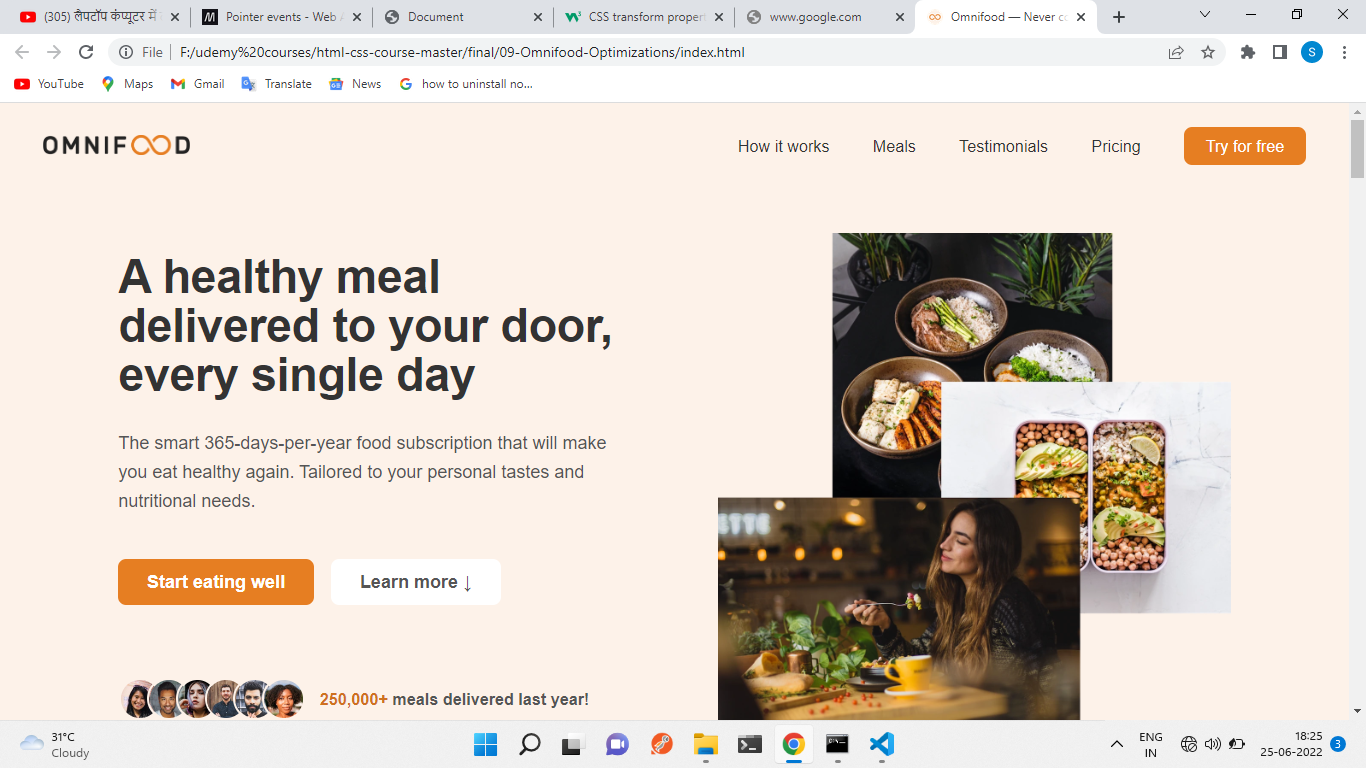 (305) लैपटॉप कंप्यूटर में
Pointer events - Web
Document
CSS transform propert
www.google.com
Omnifood — Never co
File
F:/udemy%20courses/html-css-course-master/final/09-Omnifood-Optimizations/index.html
S
YouTube
Maps
Gmail
Translate
News
how to uninstall no...
OMNIFOOD
How it works
Meals
Testimonials
Pricing
Try for free
A healthy meal
delivered to your door,
every single day
The smart 365-days-per-year food subscription that will make
you eat healthy again. Tailored to your personal tastes and
nutritional needs.
Start eating well
Learn more ↓
ETTE
250,000+ meals delivered last year!
31°C
Cloudy
ENG
IN
18:25
25-06-2022
3